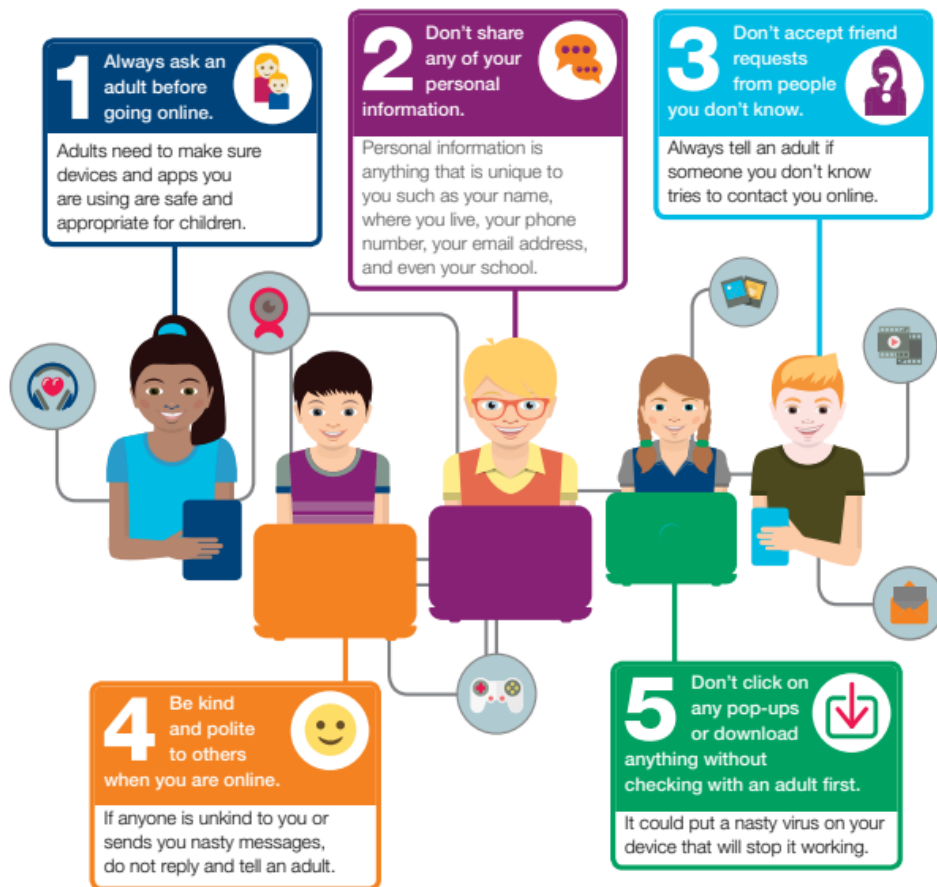 1 Always ask an
adult before
going online.
Adults need to make sure
devices and apps you
are using are safe and
appropriate for children.
2 Don't share
any of your
personal
information.
Personal information is
anything that is unique to
you such as your name,
where you live, your phone
number, your email address,
and even your school.
3 Don't accept friend
requests
from people
you don't know.
?
Always tell an adult if
someone you don't know
tries to contact you online.
4 Be kind
and polite
to others
when you are online.
If anyone is unkind to you or
sends you nasty messages,
do not reply and tell an adult.
5 Don't click on
any pop-ups
or download
anything without
checking with an adult first.
It could put a nasty virus on your
device that will stop it working.